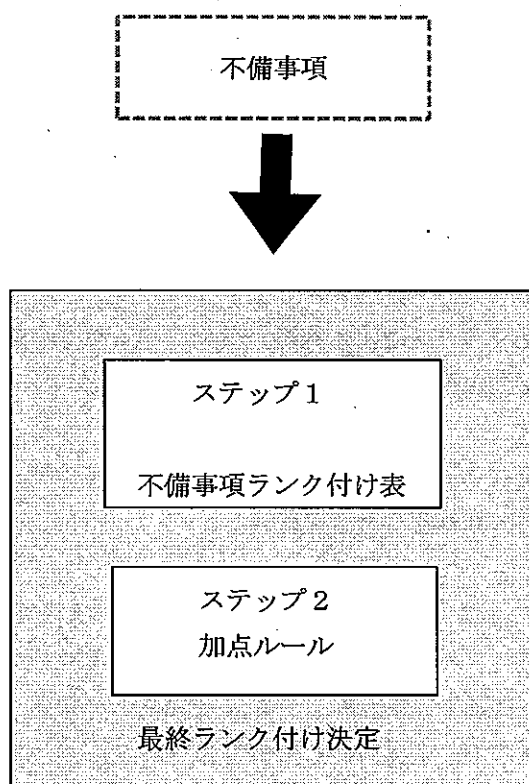 不備事項
ステップ1
不備事項ランク付け表
ステップ2
加点ルール
最終ランク付け決定